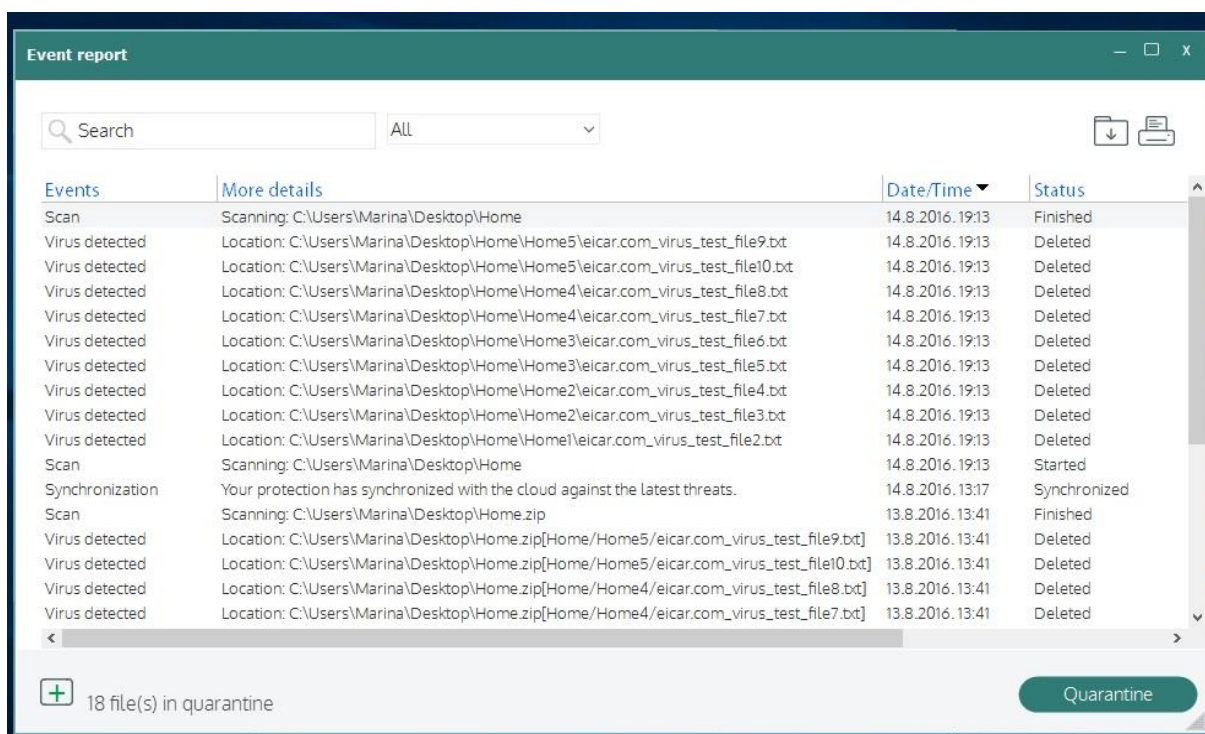 Event report
Search All
Events More details Date/Time Status
Scan Scanning: C:\Users\Marina\Desktop\Home 14.8.2016. 19:13 Finished
Virus detected Location: C:\Users\Marina\Desktop\Home\Home5\eicar.com_virus_test_file9.txt 14.8.2016. 19:13 Deleted
Virus detected Location: C:\Users\Marina\Desktop\Home\Home5\eicar.com_virus_test_file10.txt 14.8.2016. 19:13 Deleted
Virus detected Location: C:\Users\Marina\Desktop\Home\Home4\eicar.com_virus_test_file8.txt 14.8.2016. 19:13 Deleted
Virus detected Location: C:\Users\Marina\Desktop\Home\Home4\eicar.com_virus_test_file7.txt 14.8.2016. 19:13 Deleted
Virus detected Location: C:\Users\Marina\Desktop\Home\Home3\eicar.com_virus_test_file6.txt 14.8.2016. 19:13 Deleted
Virus detected Location: C:\Users\Marina\Desktop\Home\Home3\eicar.com_virus_test_file5.txt 14.8.2016. 19:13 Deleted
Virus detected Location: C:\Users\Marina\Desktop\Home\Home2\eicar.com_virus_test_file4.txt 14.8.2016. 19:13 Deleted
Virus detected Location: C:\Users\Marina\Desktop\Home\Home2\eicar.com_virus_test_file3.txt 14.8.2016. 19:13 Deleted
Virus detected Location: C:\Users\Marina\Desktop\Home\Home1\eicar.com_virus_test_file2.txt 14.8.2016. 19:13 Deleted
Scan Scanning: C:\Users\Marina\Desktop\Home 14.8.2016. 19:13 Started
Synchronization Your protection has synchronized with the cloud against the latest threats. 14.8.2016. 13:17 Synchronized
Scan Scanning: C:\Users\Marina\Desktop\Home.zip 13.8.2016. 13:41 Finished
Virus detected Location: C:\Users\Marina\Desktop\Home.zip[Home/Home5/eicar.com_virus_test_file9.txt] 13.8.2016. 13:41 Deleted
Virus detected Location: C:\Users\Marina\Desktop\Home.zip[Home/Home5/eicar.com_virus_test_file10.txt] 13.8.2016. 13:41 Deleted
Virus detected Location: C:\Users\Marina\Desktop\Home.zip[Home/Home4/eicar.com_virus_test_file8.txt] 13.8.2016. 13:41 Deleted
Virus detected Location: C:\Users\Marina\Desktop\Home.zip[Home/Home4/eicar.com_virus_test_file7.txt] 13.8.2016. 13:41 Deleted
18 file(s) in quarantine Quarantine